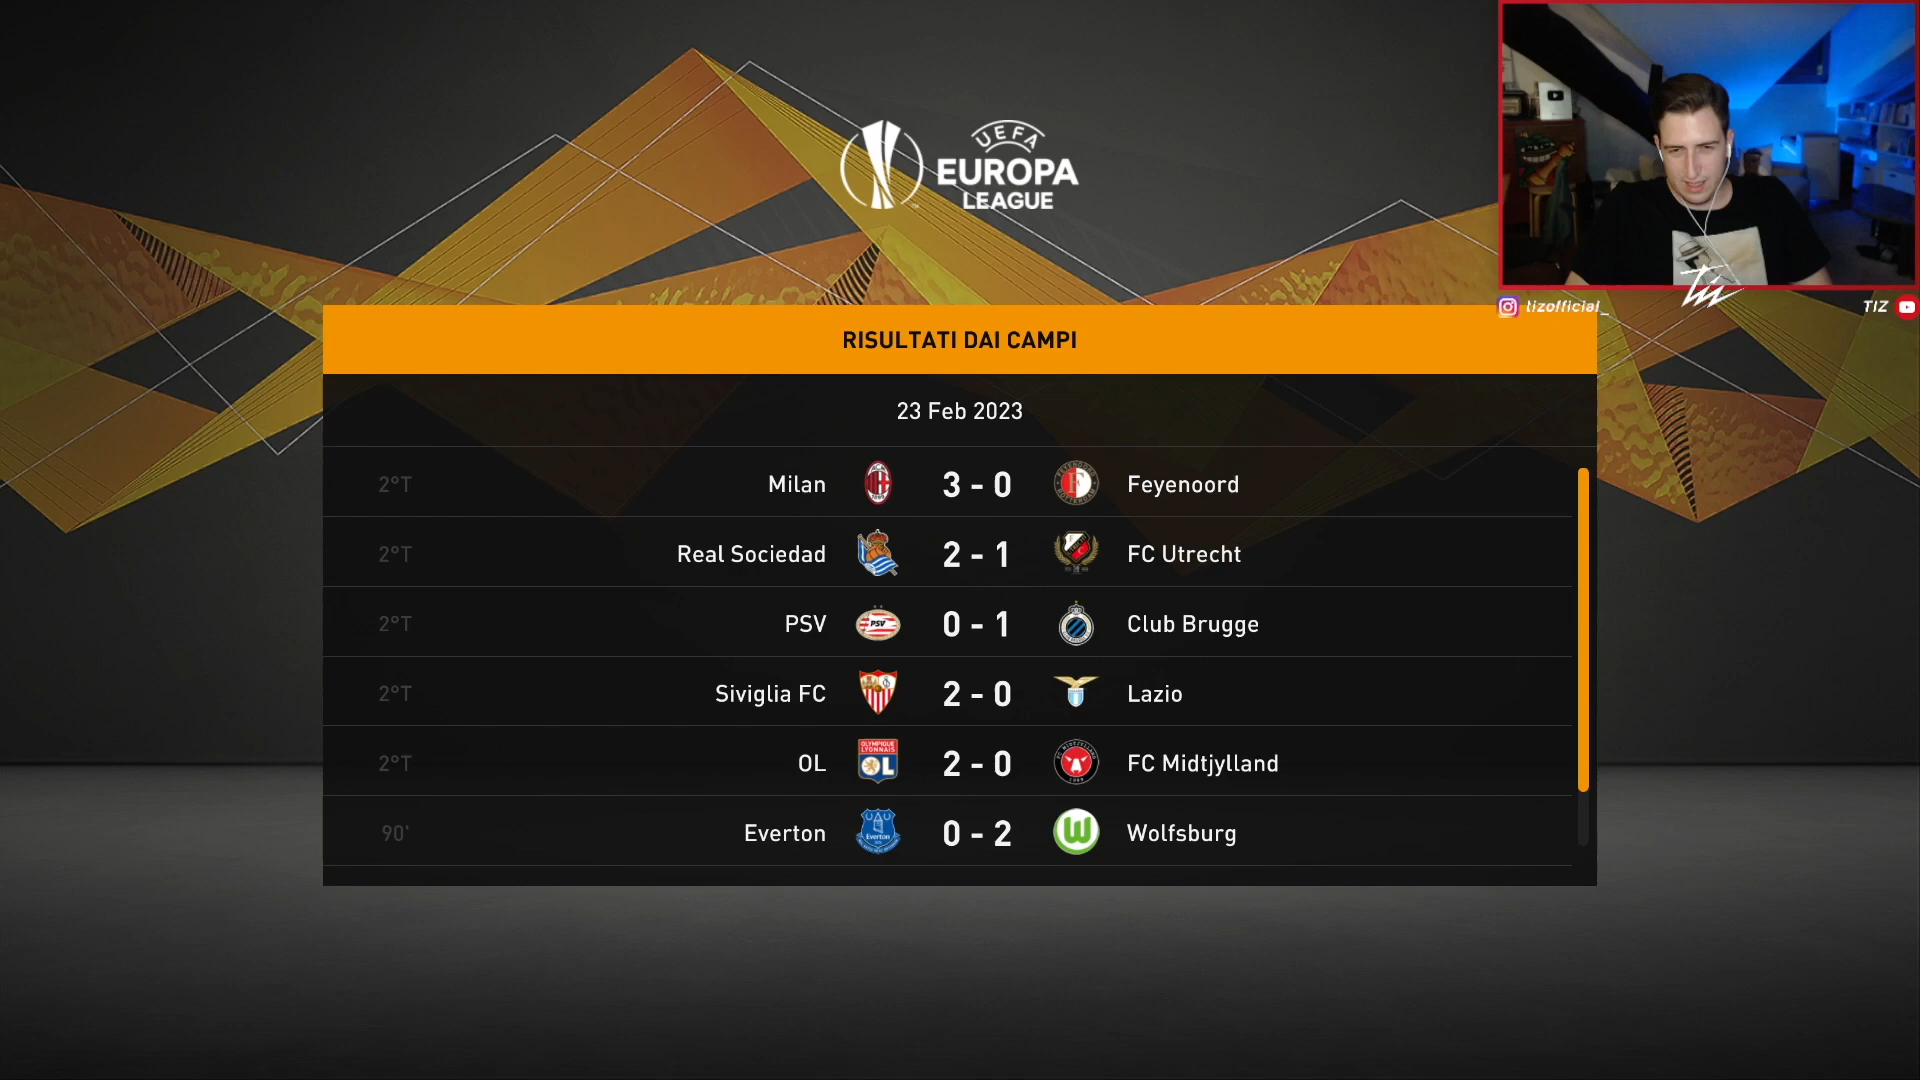 UEFA
EUROPA
LEAGUE
tizofficial_
TIZ
RISULTATI DAI CAMPI
23 Feb 2023
2°T Milan 3 - 0 Feyenoord
2°T Real Sociedad 2 - 1 FC Utrecht
2°T PSV 0 - 1 Club Brugge
2°T Siviglia FC 2 - 0 Lazio
2°T OL 2 - 0 FC Midtjylland
90' Everton 0 - 2 Wolfsburg